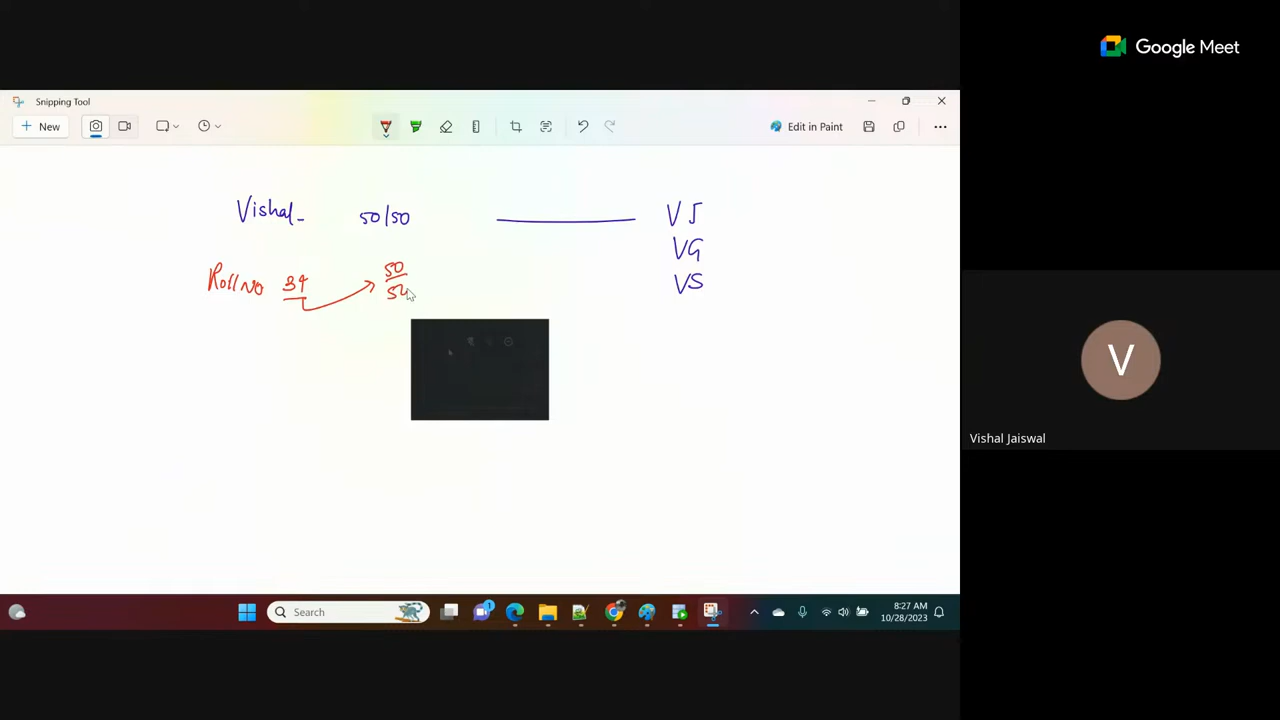 Google Meet
Snipping Tool
New
Edit in Paint
Vishal - 50/50 VJ
VG
Roll No 34 50
VS
V
Vishal Jaiswal
Search
8:27 AM
10/28/2023